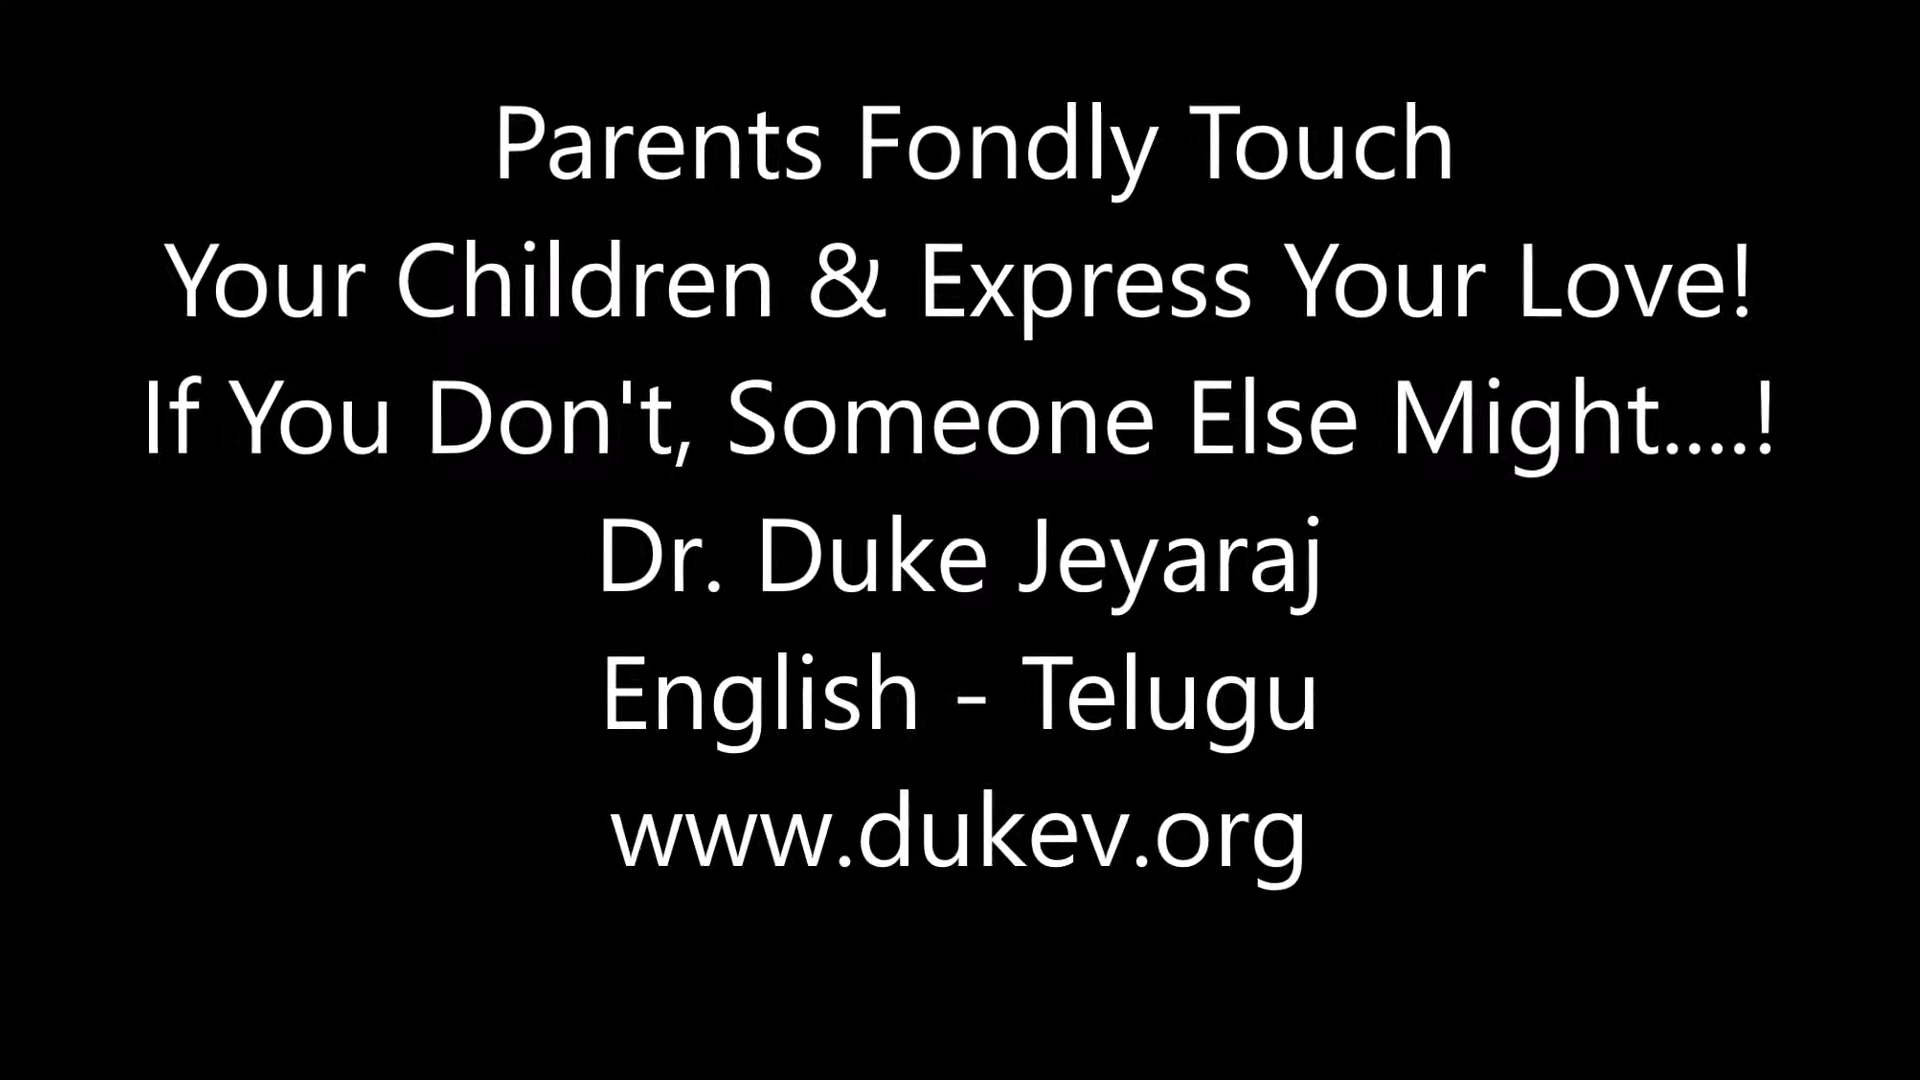 Parents Fondly Touch
Your Children & Express Your Love!
If You Don't, Someone Else Might....!
Dr. Duke Jeyaraj
English - Telugu
www.dukev.org